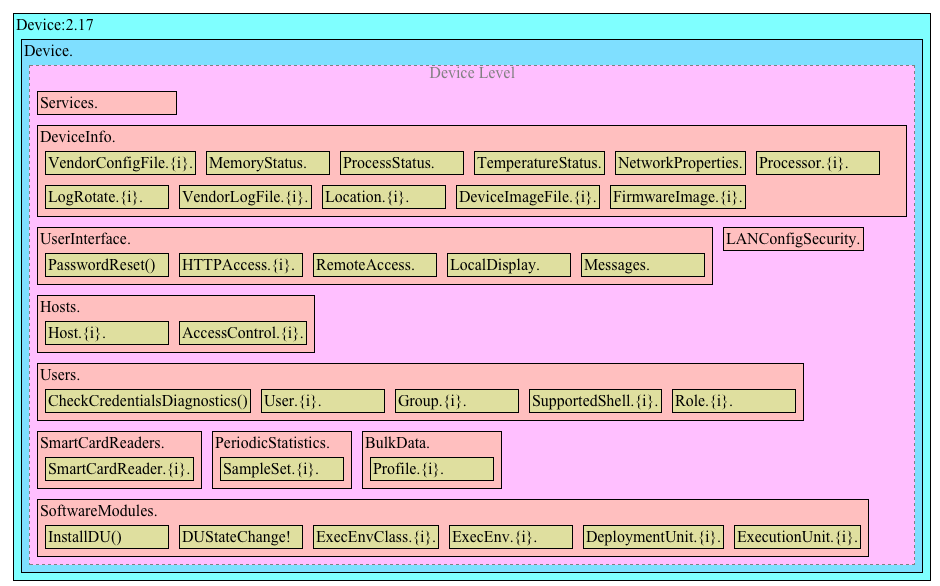 Device:2.17
Device.
Device Level
Services.
DeviceInfo.
VendorConfigFile.{i}. MemoryStatus. ProcessStatus. TemperatureStatus. NetworkProperties. Processor.{i}.
LogRotate.{i}. VendorLogFile.{i}. Location.{i}. DeviceImageFile.{i}. FirmwareImage.{i}.
UserInterface. LANConfigSecurity.
PasswordReset() HTTPAccess.{i}. RemoteAccess. LocalDisplay. Messages.
Hosts.
Host.{i}. AccessControl.{i}.
Users.
CheckCredentialsDiagnostics() User.{i}. Group.{i}. SupportedShell.{i}. Role.{i}.
SmartCardReaders. PeriodicStatistics. BulkData.
SmartCardReader.{i}. SampleSet.{i}. Profile.{i}.
SoftwareModules.
InstallDU() DUStateChange! ExecEnvClass.{i}. ExecEnv.{i}. DeploymentUnit.{i}. ExecutionUnit.{i}.